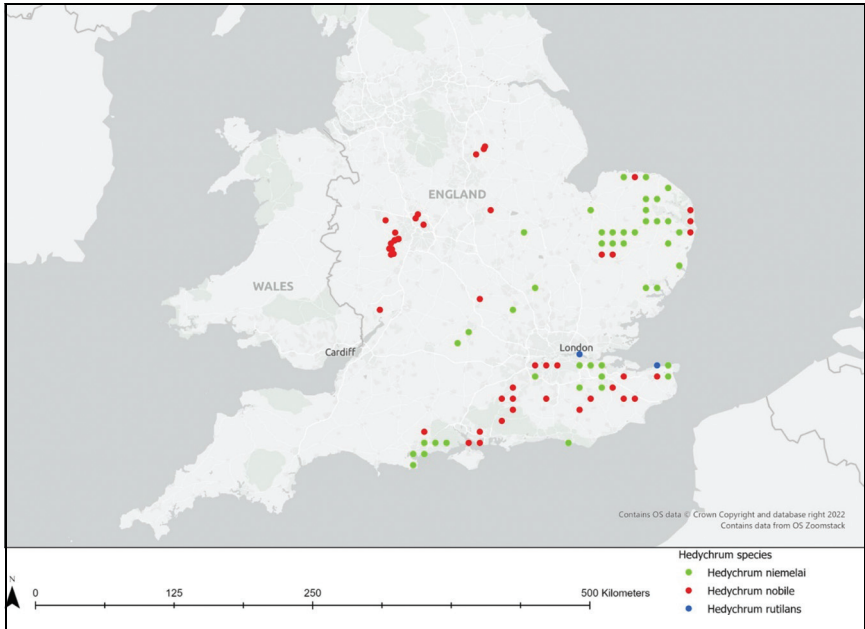 ENGLAND
WALES
Cardiff
London
Contains OS data © Crown Copyright and database right 2022
Contains data from OS Zoomstack
Hedychrum species
Hedychrum niemelai
Hedychrum nobile
Hedychrum rutilans
N
0 125 250 500 Kilometers